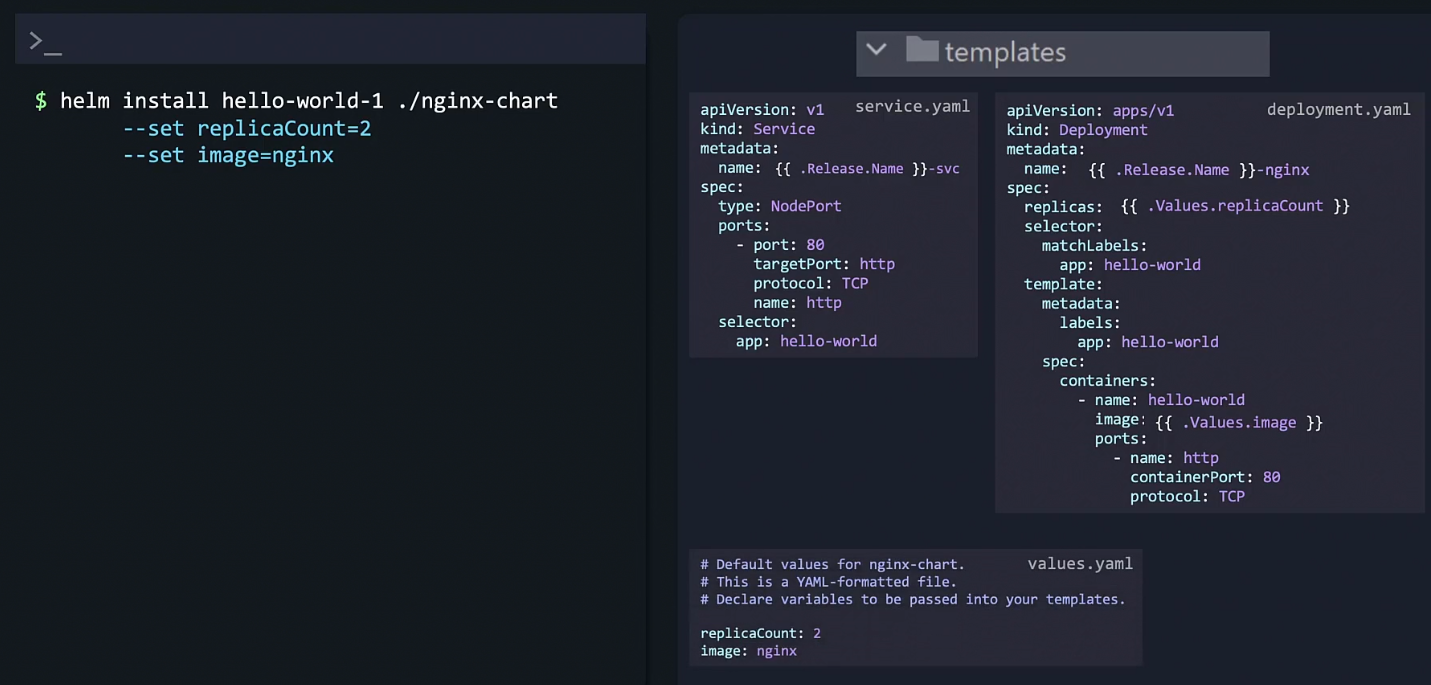 >_
$ helm install hello-world-1 ./nginx-chart
--set replicaCount=2
--set image=nginx
templates
service.yaml
apiVersion: v1
kind: Service
metadata:
  name: {{ .Release.Name }}-svc
spec:
  type: NodePort
  ports:
    - port: 80
      targetPort: http
      protocol: TCP
      name: http
  selector:
    app: hello-world
deployment.yaml
apiVersion: apps/v1
kind: Deployment
metadata:
  name: {{ .Release.Name }}-nginx
spec:
  replicas: {{ .Values.replicaCount }}
  selector:
    matchLabels:
      app: hello-world
  template:
    metadata:
      labels:
        app: hello-world
    spec:
      containers:
        - name: hello-world
          image: {{ .Values.image }}
          ports:
            - name: http
              containerPort: 80
              protocol: TCP
values.yaml
# Default values for nginx-chart.
# This is a YAML-formatted file.
# Declare variables to be passed into your templates.
replicaCount: 2
image: nginx